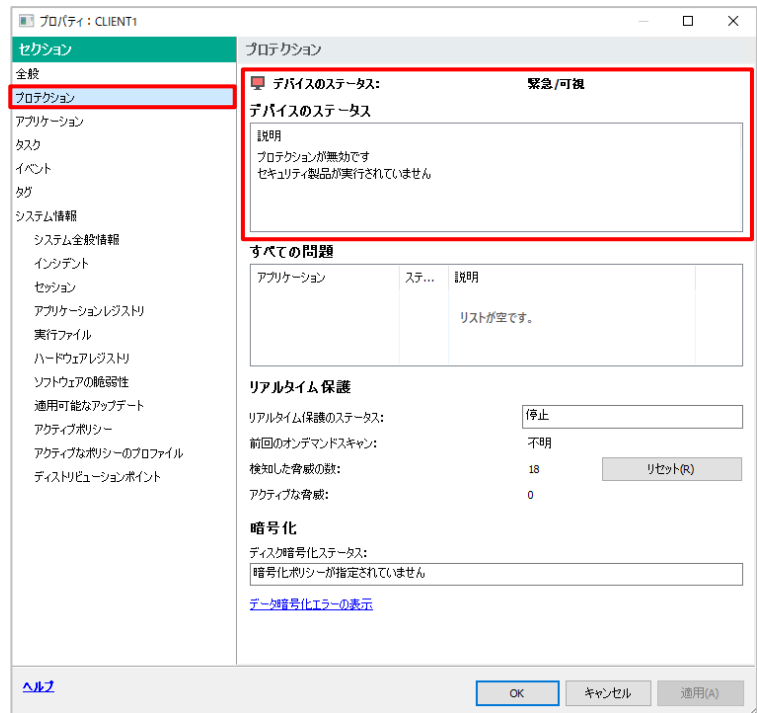 プロパティ：CLIENT1
セクション
プロテクション
全般
プロテクション
アプリケーション
タスク
イベント
タグ
システム情報
システム全般情報
インシデント
セッション
アプリケーションレジストリ
実行ファイル
ハードウェアレジストリ
ソフトウェアの脆弱性
適用可能なアップデート
アクティブポリシー
アクティブなポリシーのプロファイル
ディストリビューションポイント
デバイスのステータス: 緊急/可視
デバイスのステータス
説明
プロテクションが無効です
セキュリティ製品が実行されていません
すべての問題
アプリケーション ステ... 説明
リストが空です。
リアルタイム保護
リアルタイム保護のステータス: 停止
前回のオンデマンドスキャン: 不明
検知した脅威の数: 18 リセット(R)
アクティブな脅威: 0
暗号化
ディスク暗号化ステータス:
暗号化ポリシーが指定されていません
データ暗号化エラーの表示
ヘルプ
OK キャンセル 適用(A)